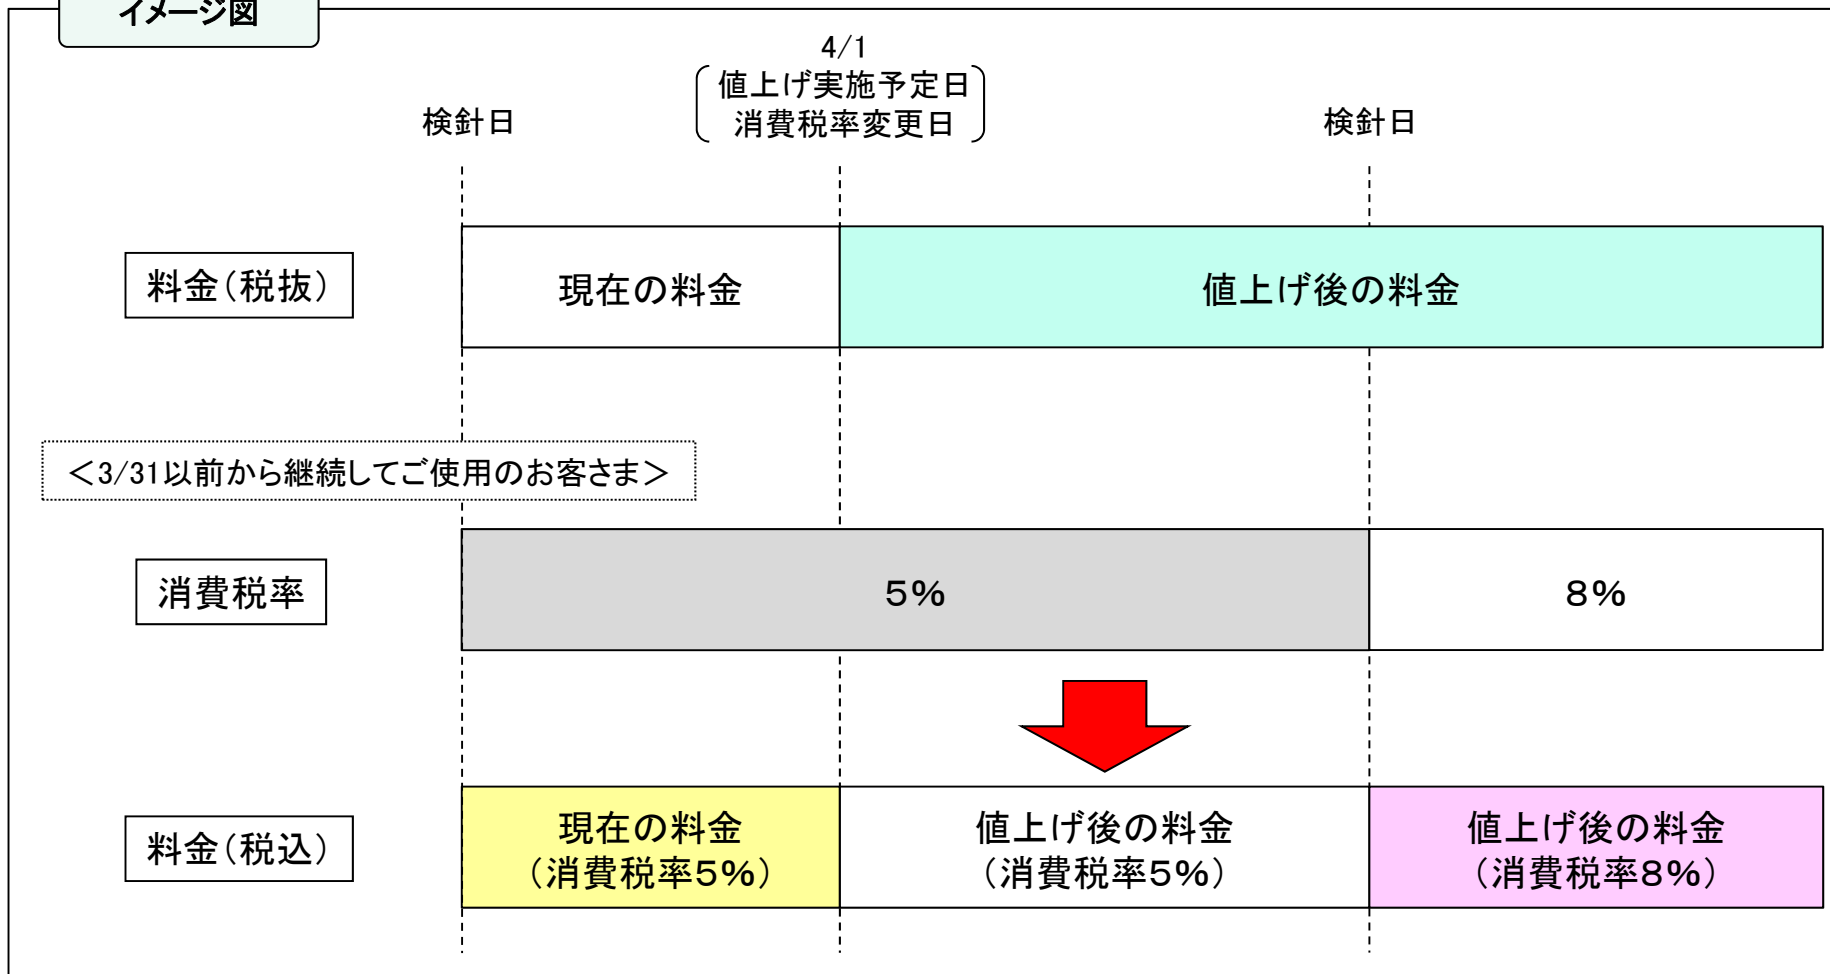 イメージ図
4/1
値上げ実施予定日
消費税率変更日
検針日
検針日
料金(税抜)
現在の料金
値上げ後の料金
<3/31以前から継続してご使用のお客さま>
消費税率
5%
8%
料金(税込)
現在の料金
(消費税率5%)
値上げ後の料金
(消費税率5%)
値上げ後の料金
(消費税率8%)